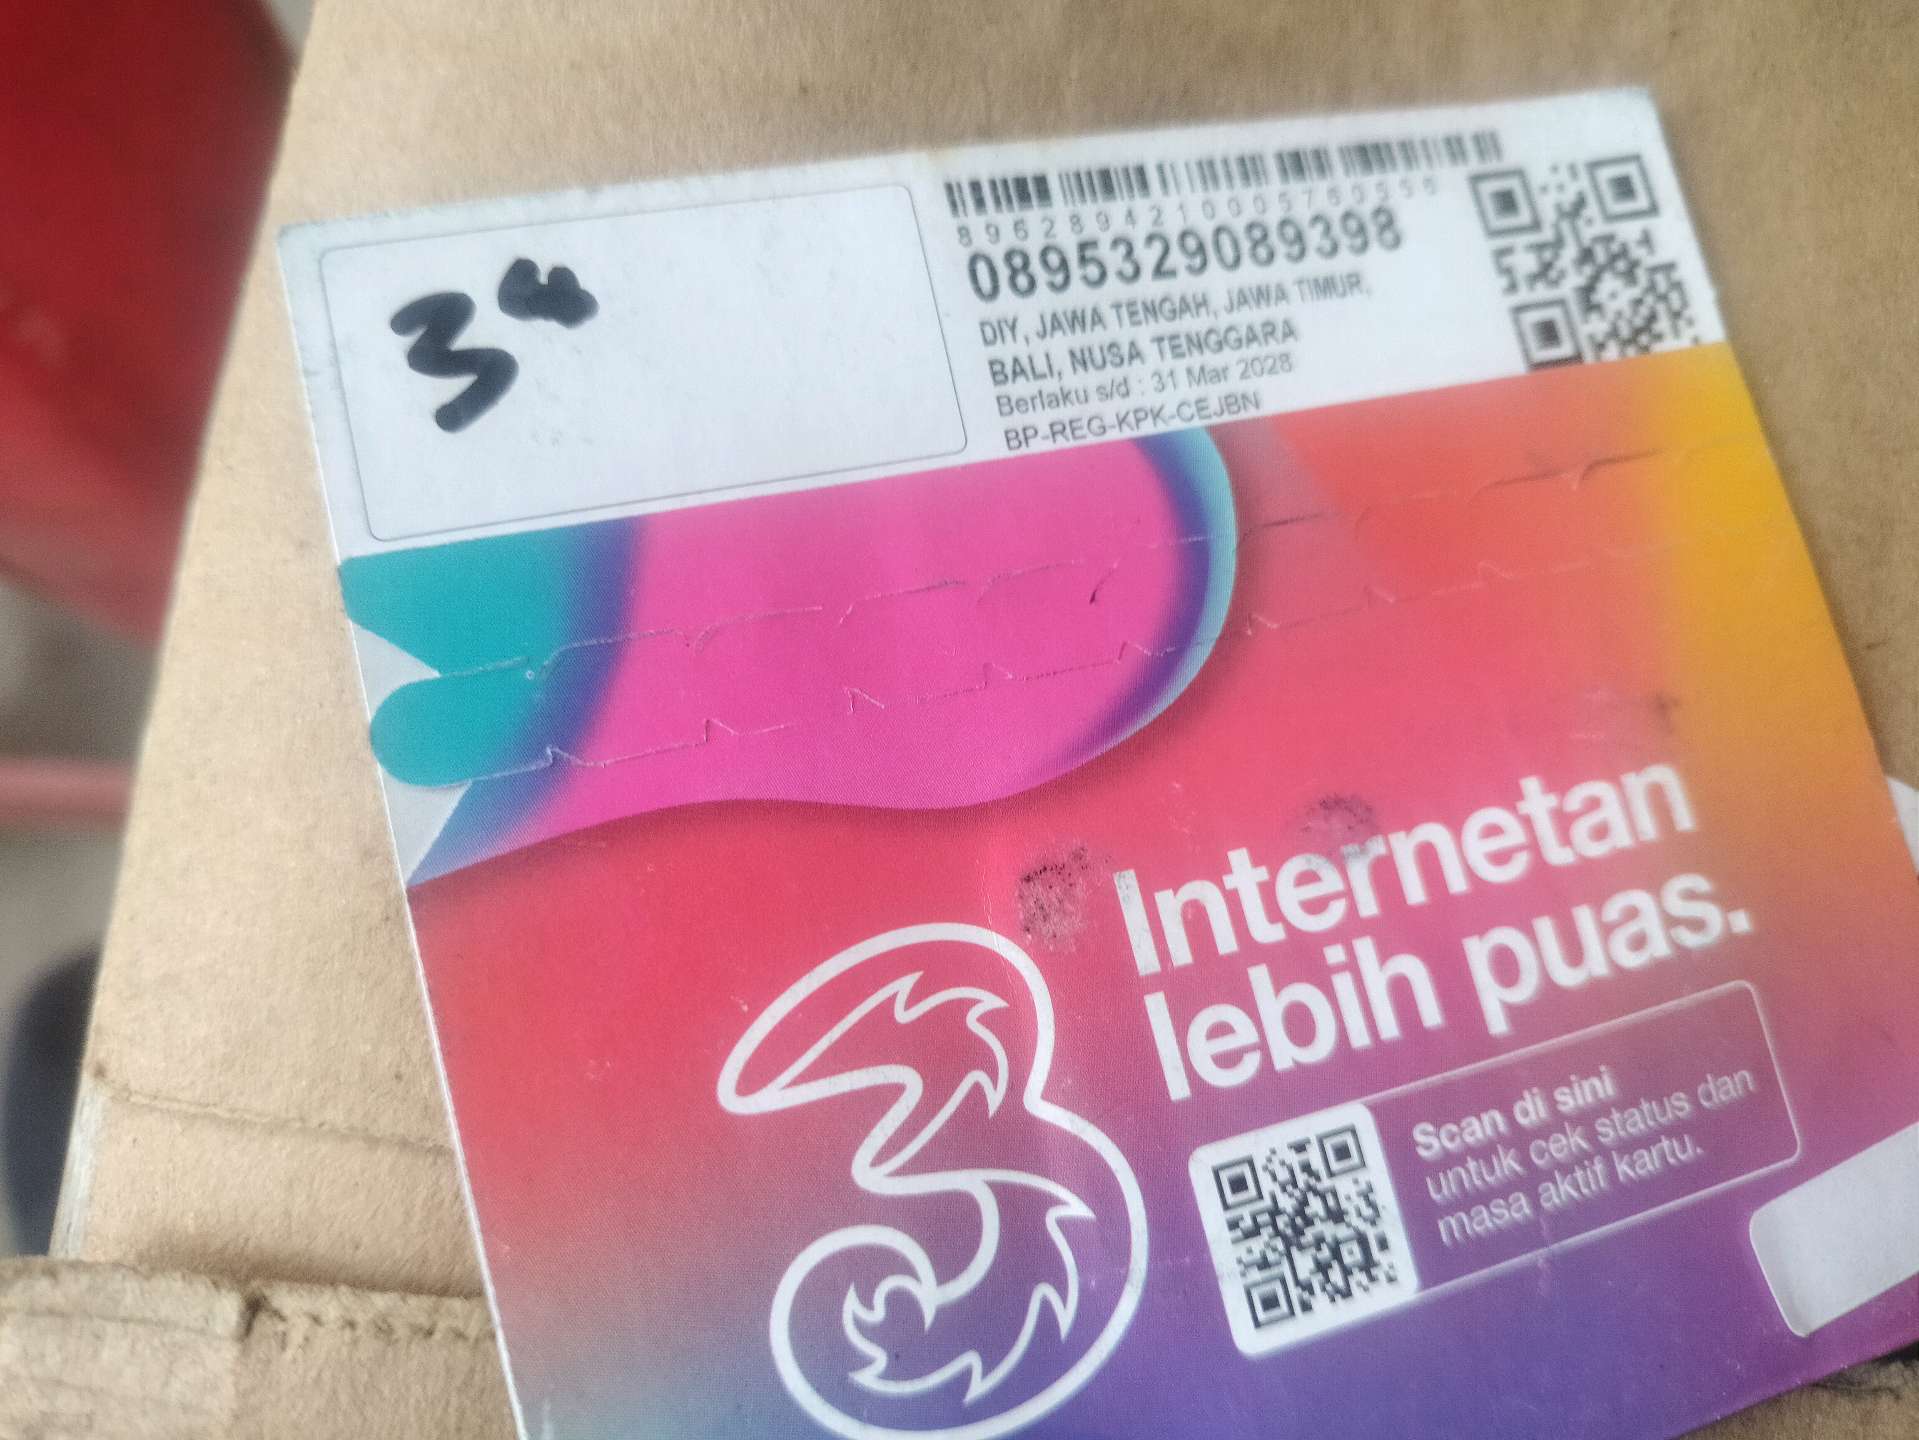 34
0895329089398
DIY, JAWA TENGAH, JAWA TIMUR,
BALI, NUSA TENGGARA
Berlaku s/d : 31 Mar 2028
BP-REG-KPK-CEJBN
Internetan
lebih puas.
3
Scan di sini
untuk cek status dan
masa aktif kartu.